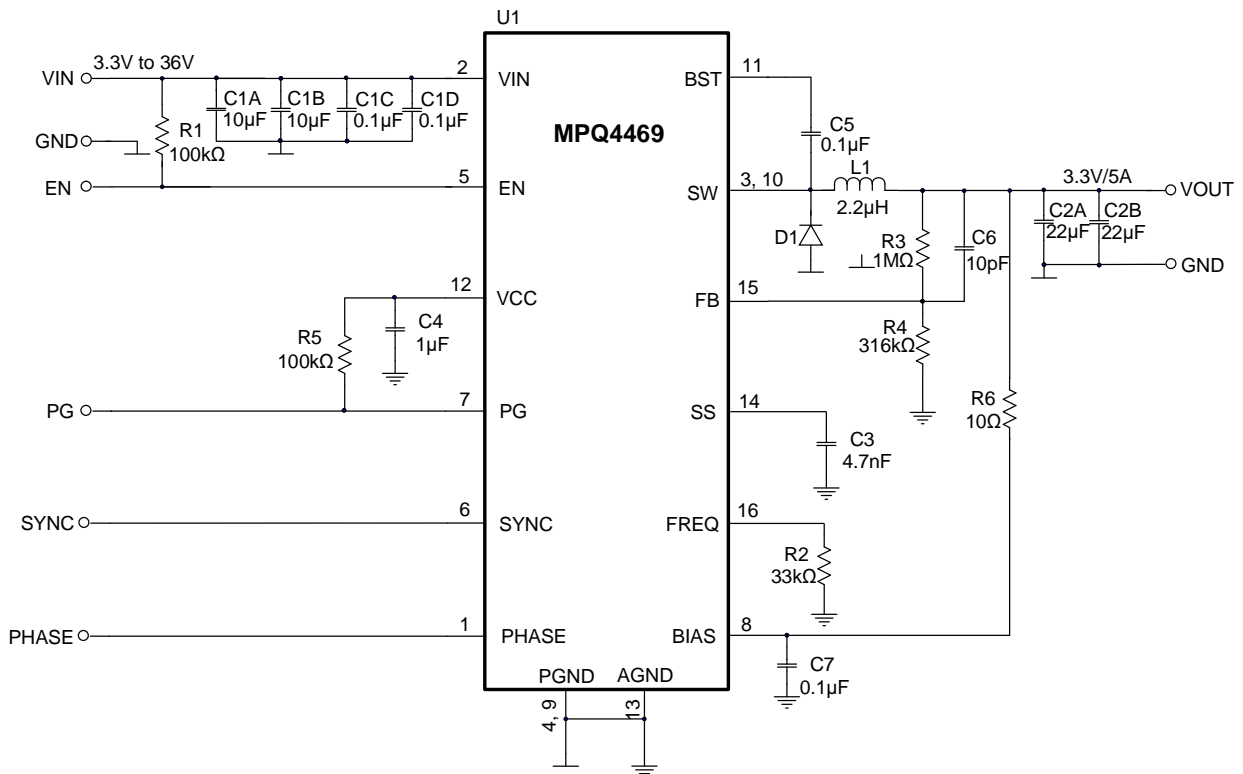 U1
MPQ4469
VIN
3.3V to 36V
2
VIN
C1A
10µF
C1B
10µF
C1C
0.1µF
C1D
0.1µF
GND
R1
100kΩ
EN
5
EN
12
VCC
C4
1µF
R5
100kΩ
PG
7
PG
SYNC
6
SYNC
PHASE
1
PHASE
PGND
AGND
4, 9
13
BST
11
C5
0.1µF
SW
3, 10
L1
2.2µH
D1
3.3V/5A
VOUT
R3
1MΩ
C6
10pF
C2A
22µF
C2B
22µF
GND
FB
15
R4
316kΩ
SS
14
C3
4.7nF
R6
10Ω
FREQ
16
R2
33kΩ
BIAS
8
C7
0.1µF